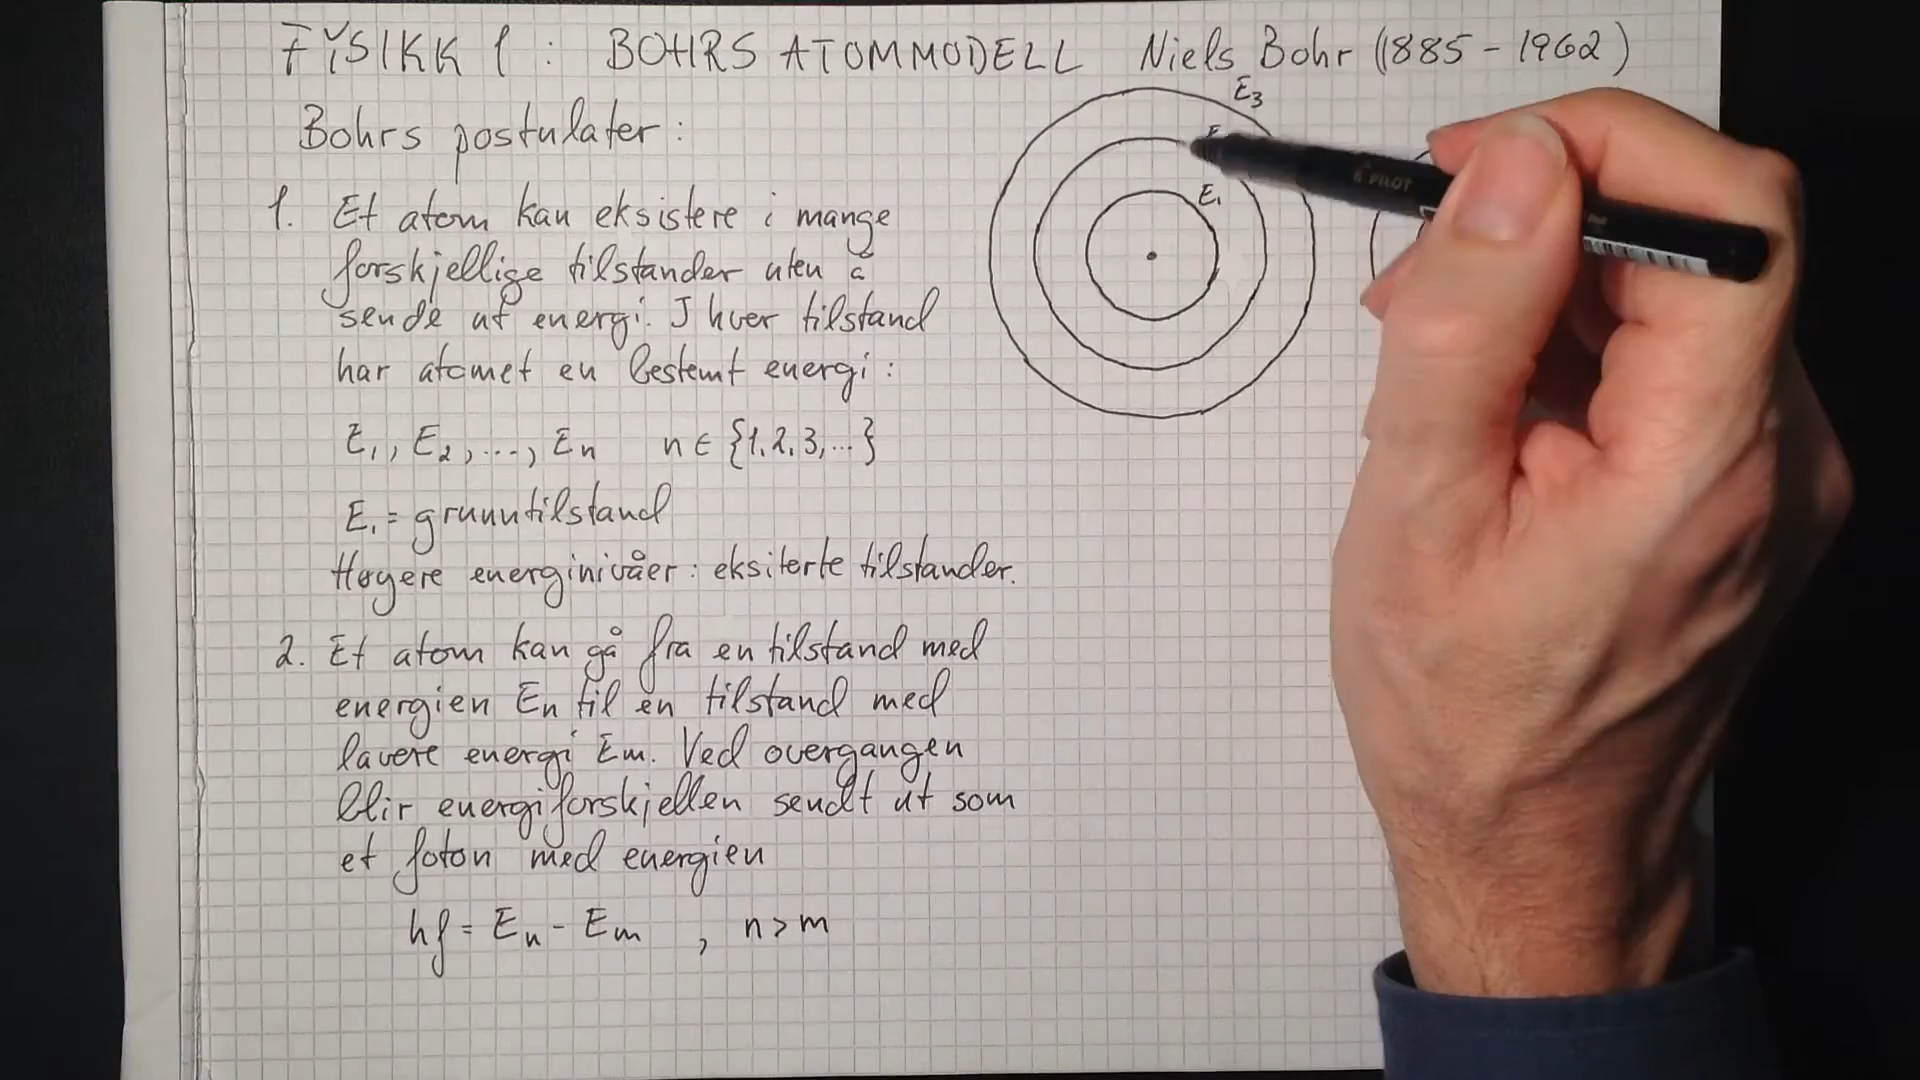 FYSIKK 1: BOHRS ATOMMODELL Niels Bohr (1885-1962)
Bohrs postulater:
1. Et atom kan eksistere i mange
forskjellige tilstander uten å
sende ut energi. I hver tilstand
har atomet en bestemt energi:
E₁, E₂, ..., En n ∈ {1,2,3,...}
E₁ = grunntilstand
Høyere energinivåer: eksiterte tilstander.
2. Et atom kan gå fra en tilstand med
energien En til en tilstand med
lavere energi Em. Ved overgangen
blir energiforskjellen sendt ut som
et foton med energien
hf = En - Em , n > m
E₃
E₁
PILOT